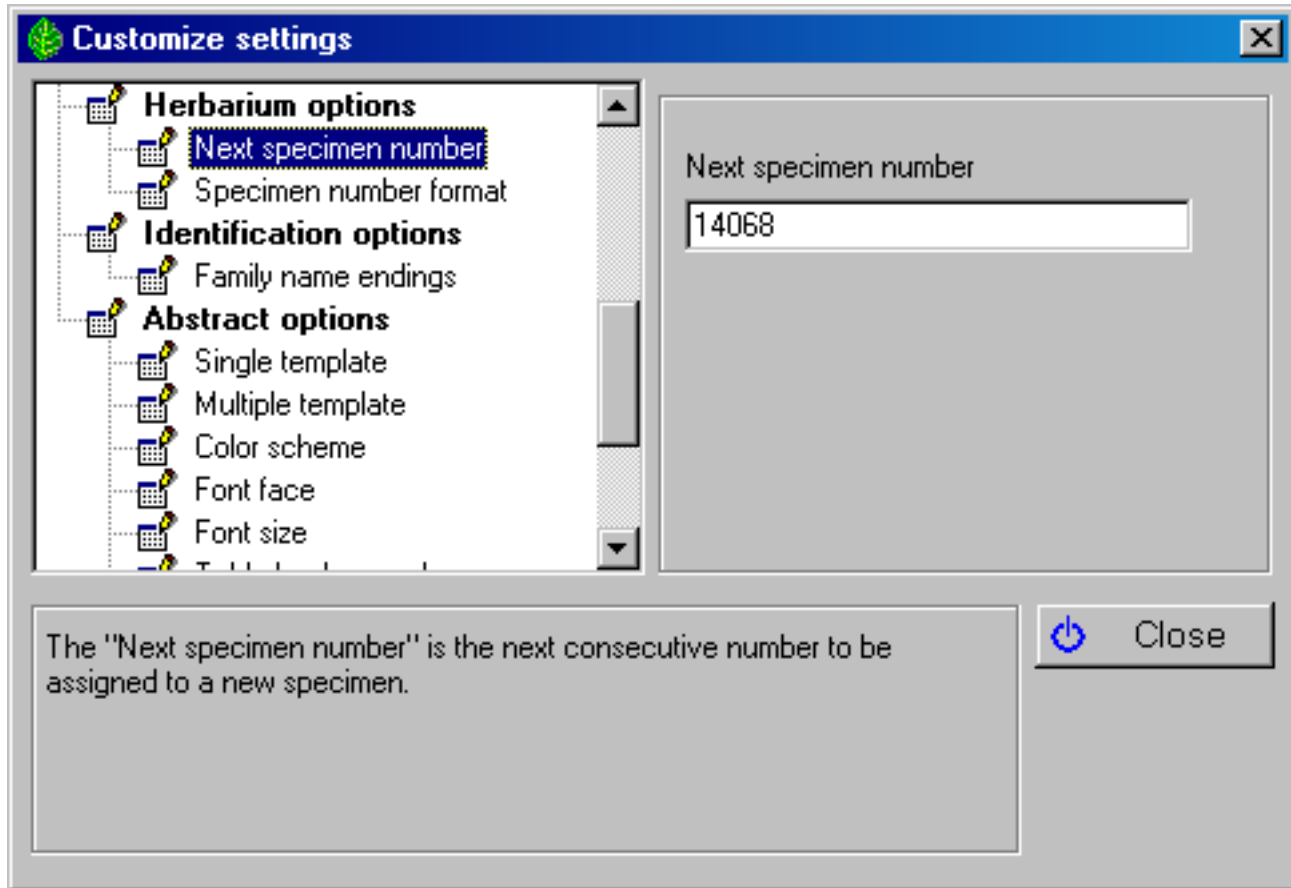 Customize settings
Herbarium options
Next specimen number
Specimen number format
Identification options
Family name endings
Abstract options
Single template
Multiple template
Color scheme
Font face
Font size
Next specimen number
14068
The "Next specimen number" is the next consecutive number to be
assigned to a new specimen.
Close